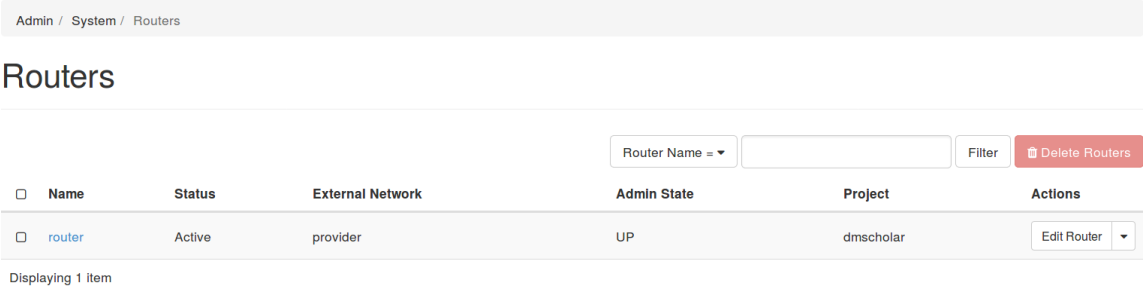 Admin / System / Routers
Routers
Router Name = Filter Delete Routers
Name Status External Network Admin State Project Actions
router Active provider UP dmscholar Edit Router
Displaying 1 item